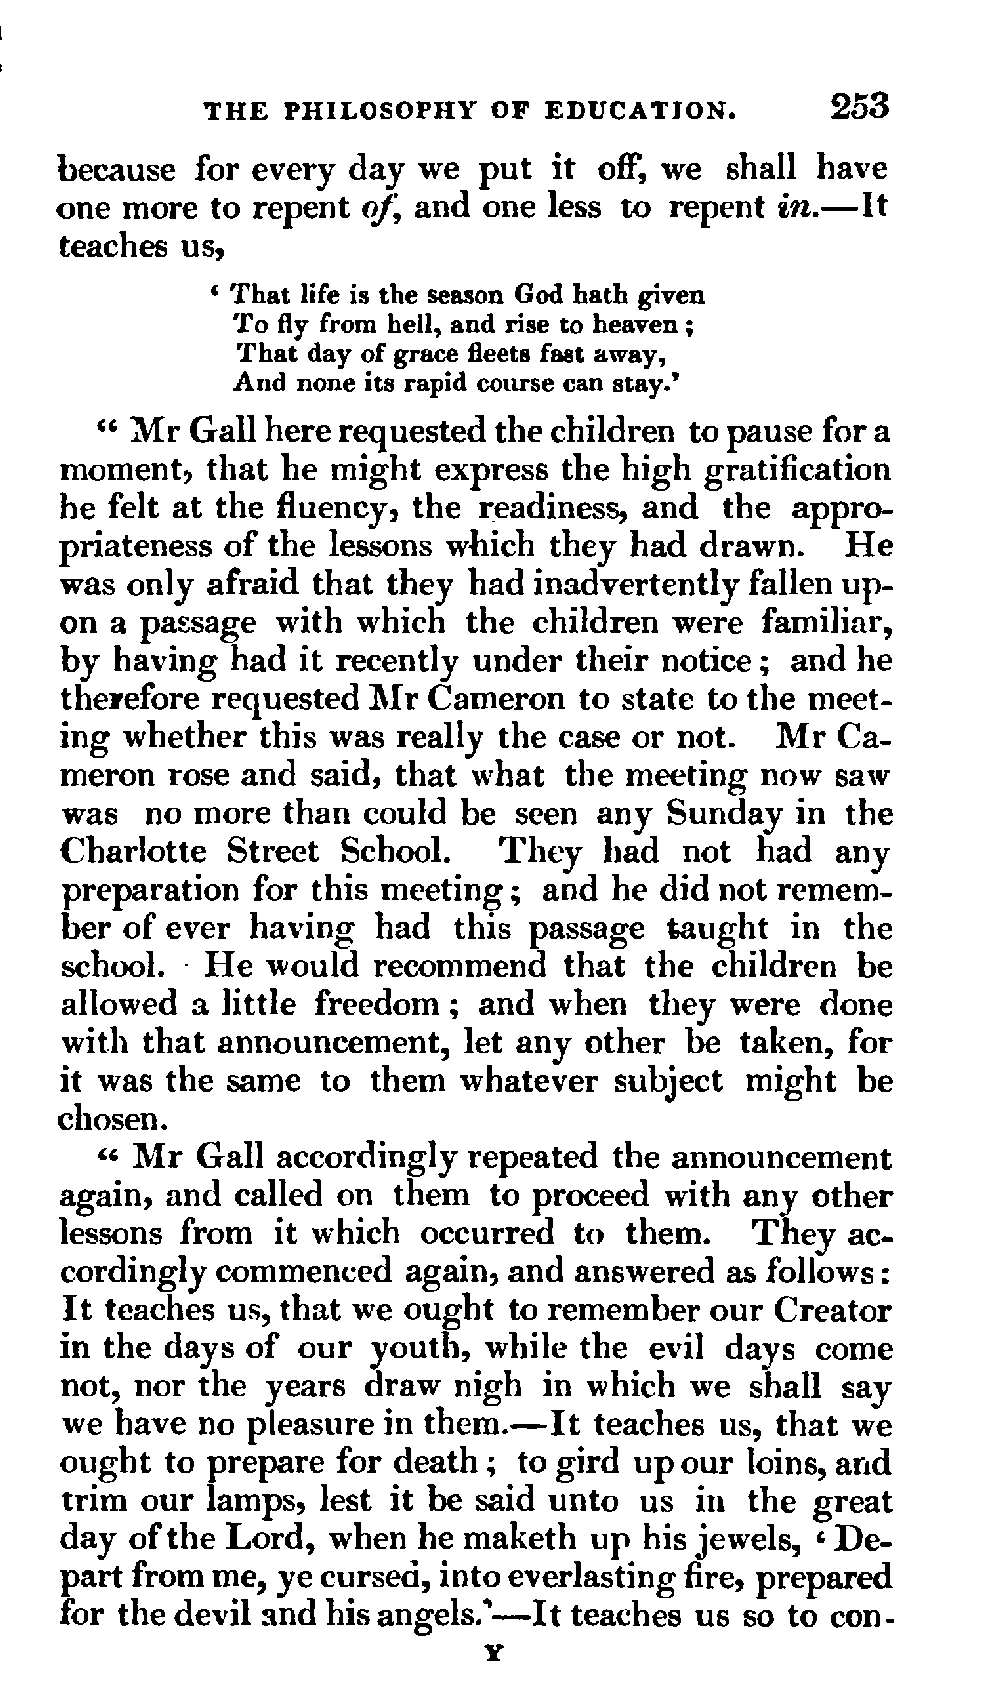 THE PHILOSOPHY OF EDUCATION. 253
because for every day we put it off, we shall have
one more to repent of, and one less to repent in.—It
teaches us,
‘ That life is the season God hath given
To fly from hell, and rise to heaven ;
That day of grace fleets fast away,
And none its rapid course can stay.’
“ Mr Gall here requested the children to pause for a
moment, that he might express the high gratification
he felt at the fluency, the readiness, and the appro-
priateness of the lessons which they had drawn. He
was only afraid that they had inadvertently fallen up-
on a passage with which the children were familiar,
by having had it recently under their notice ; and he
therefore requested Mr Cameron to state to the meet-
ing whether this was really the case or not. Mr Ca-
meron rose and said, that what the meeting now saw
was no more than could be seen any Sunday in the
Charlotte Street School. They had not had any
preparation for this meeting ; and he did not remem-
ber of ever having had this passage taught in the
school. He would recommend that the children be
allowed a little freedom ; and when they were done
with that announcement, let any other be taken, for
it was the same to them whatever subject might be
chosen.
“ Mr Gall accordingly repeated the announcement
again, and called on them to proceed with any other
lessons from it which occurred to them. They ac-
cordingly commenced again, and answered as follows :
It teaches us, that we ought to remember our Creator
in the days of our youth, while the evil days come
not, nor the years draw nigh in which we shall say
we have no pleasure in them.—It teaches us, that we
ought to prepare for death ; to gird up our loins, and
trim our lamps, lest it be said unto us in the great
day of the Lord, when he maketh up his jewels, ‘ De-
part from me, ye cursed, into everlasting fire, prepared
for the devil and his angels.’—It teaches us so to con-
Y